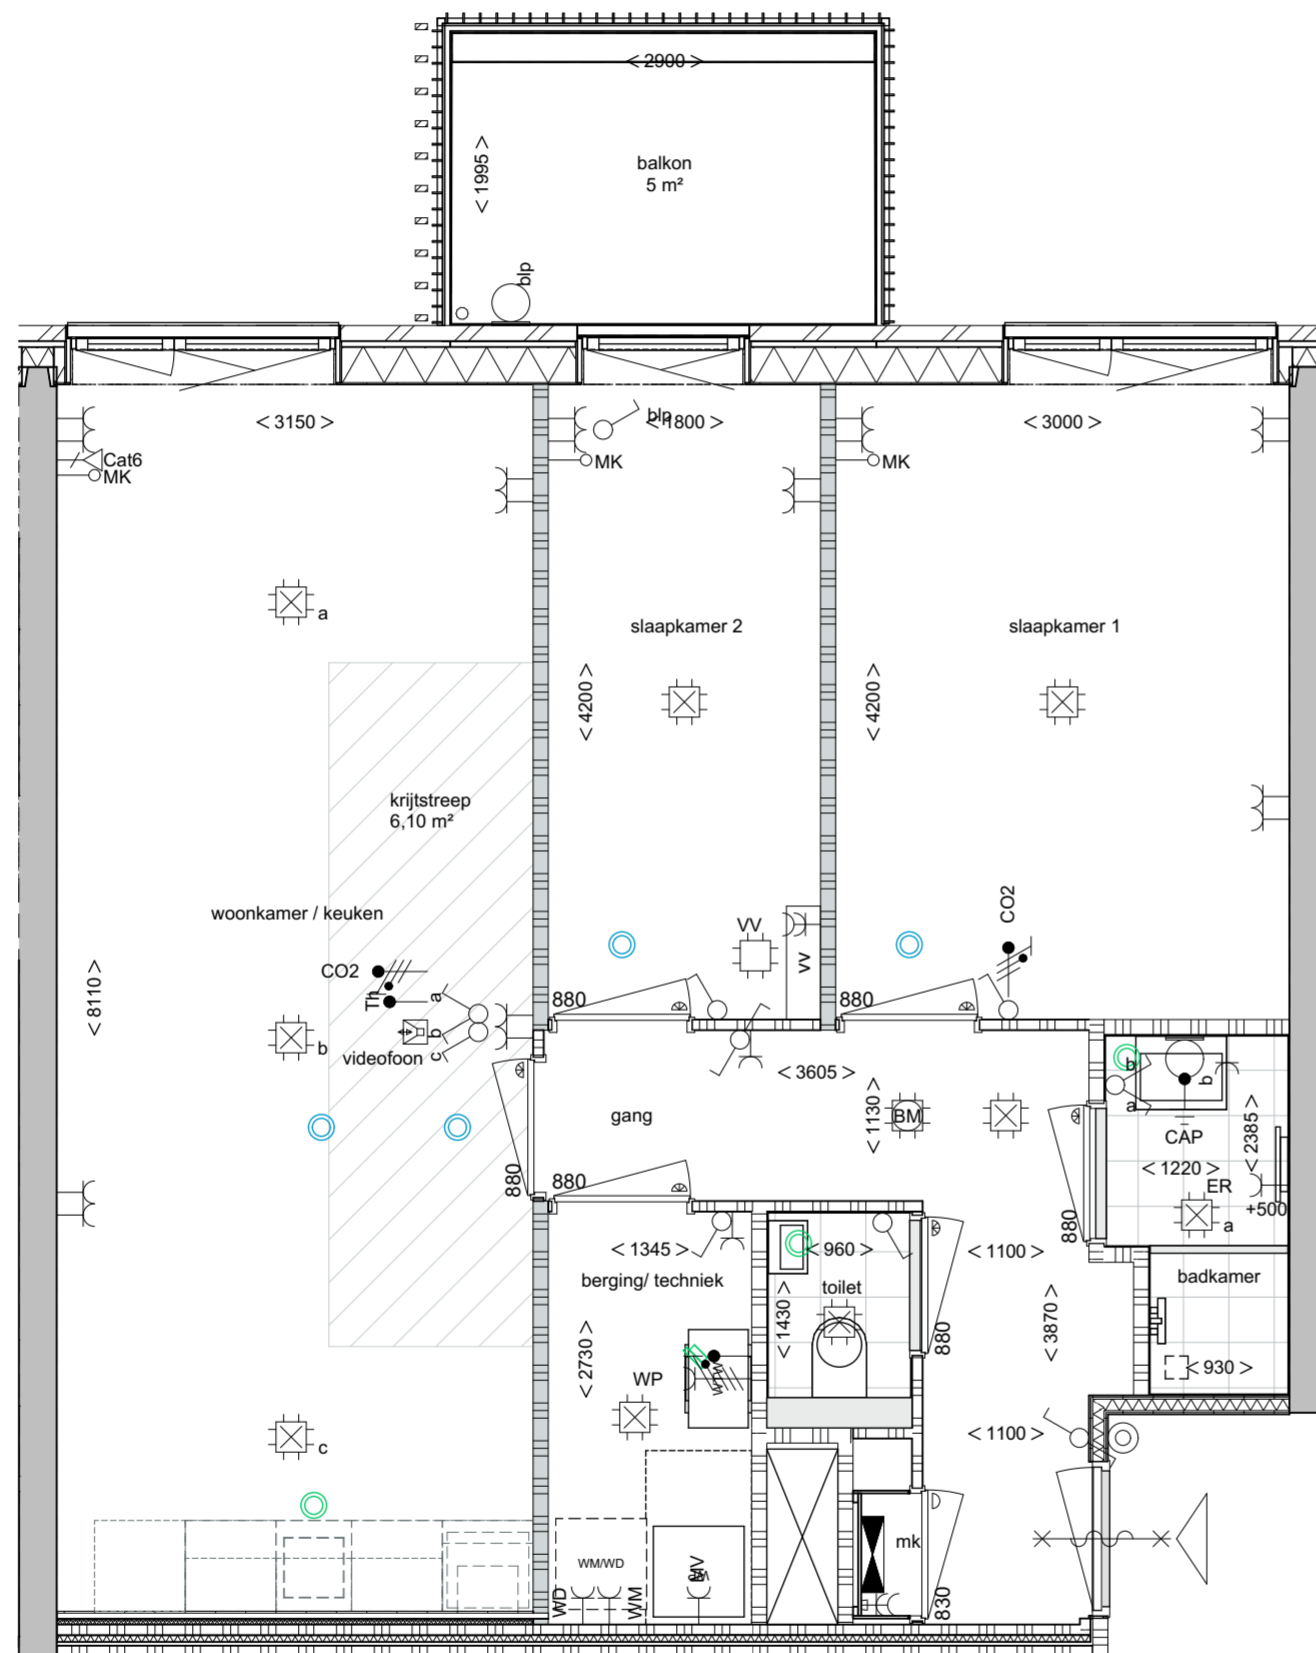 < 2900 >
< 1995 >
balkon
5 m²
blp
< 3150 >
blp
< 1800 >
< 3000 >
Cat6
MK
MK
MK
a
slaapkamer 2
slaapkamer 1
< 4200 >
< 4200 >
krijtstreep
6,10 m²
woonkamer / keuken
CO2
VV
VV
CO2
Th
a
b
c
videofoon
b
< 8110 >
880
880
< 3605 >
gang
< 1130 >
BM
b
a
b
CAP
< 2385 >
< 1220 >
ER
+500
a
880
880
880
< 1345 >
berging/ techniek
< 960 >
toilet
< 1430 >
< 1100 >
880
< 3870 >
badkamer
< 930 >
< 2730 >
WP
c
< 1100 >
WM/WD
WD
WM
MV
mk
830